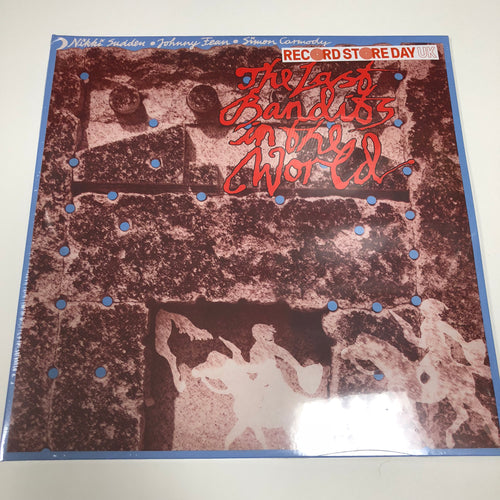 Nikki Sudden • Johnny Fean • Simon Carmody
RECORD STORE DAY UK
The Last
Bandits
in the
World